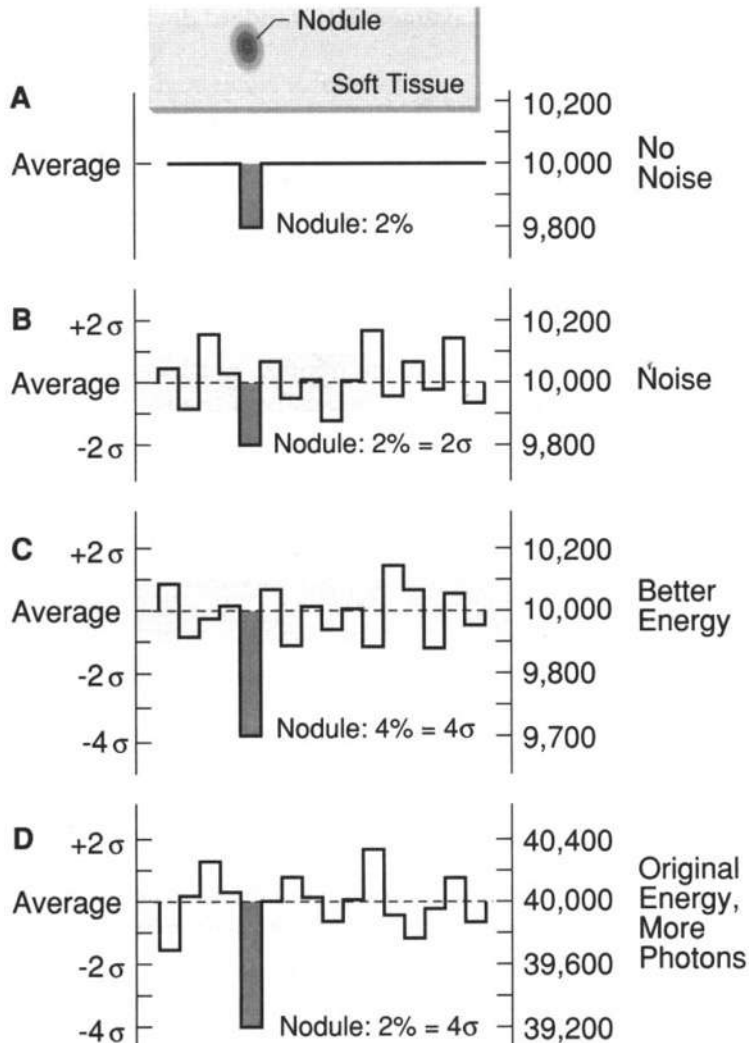 Nodule
Soft Tissue
A
Average
10,200
10,000
9,800
No
Noise
Nodule: 2%
B
+2 σ
Average
-2 σ
10,200
10,000
9,800
Noise
Nodule: 2% = 2σ
C
+2 σ
Average
-2 σ
-4 σ
10,200
10,000
9,800
9,700
Better
Energy
Nodule: 4% = 4σ
D
+2 σ
Average
-2 σ
-4 σ
40,400
40,000
39,600
39,200
Original
Energy,
More
Photons
Nodule: 2% = 4σ